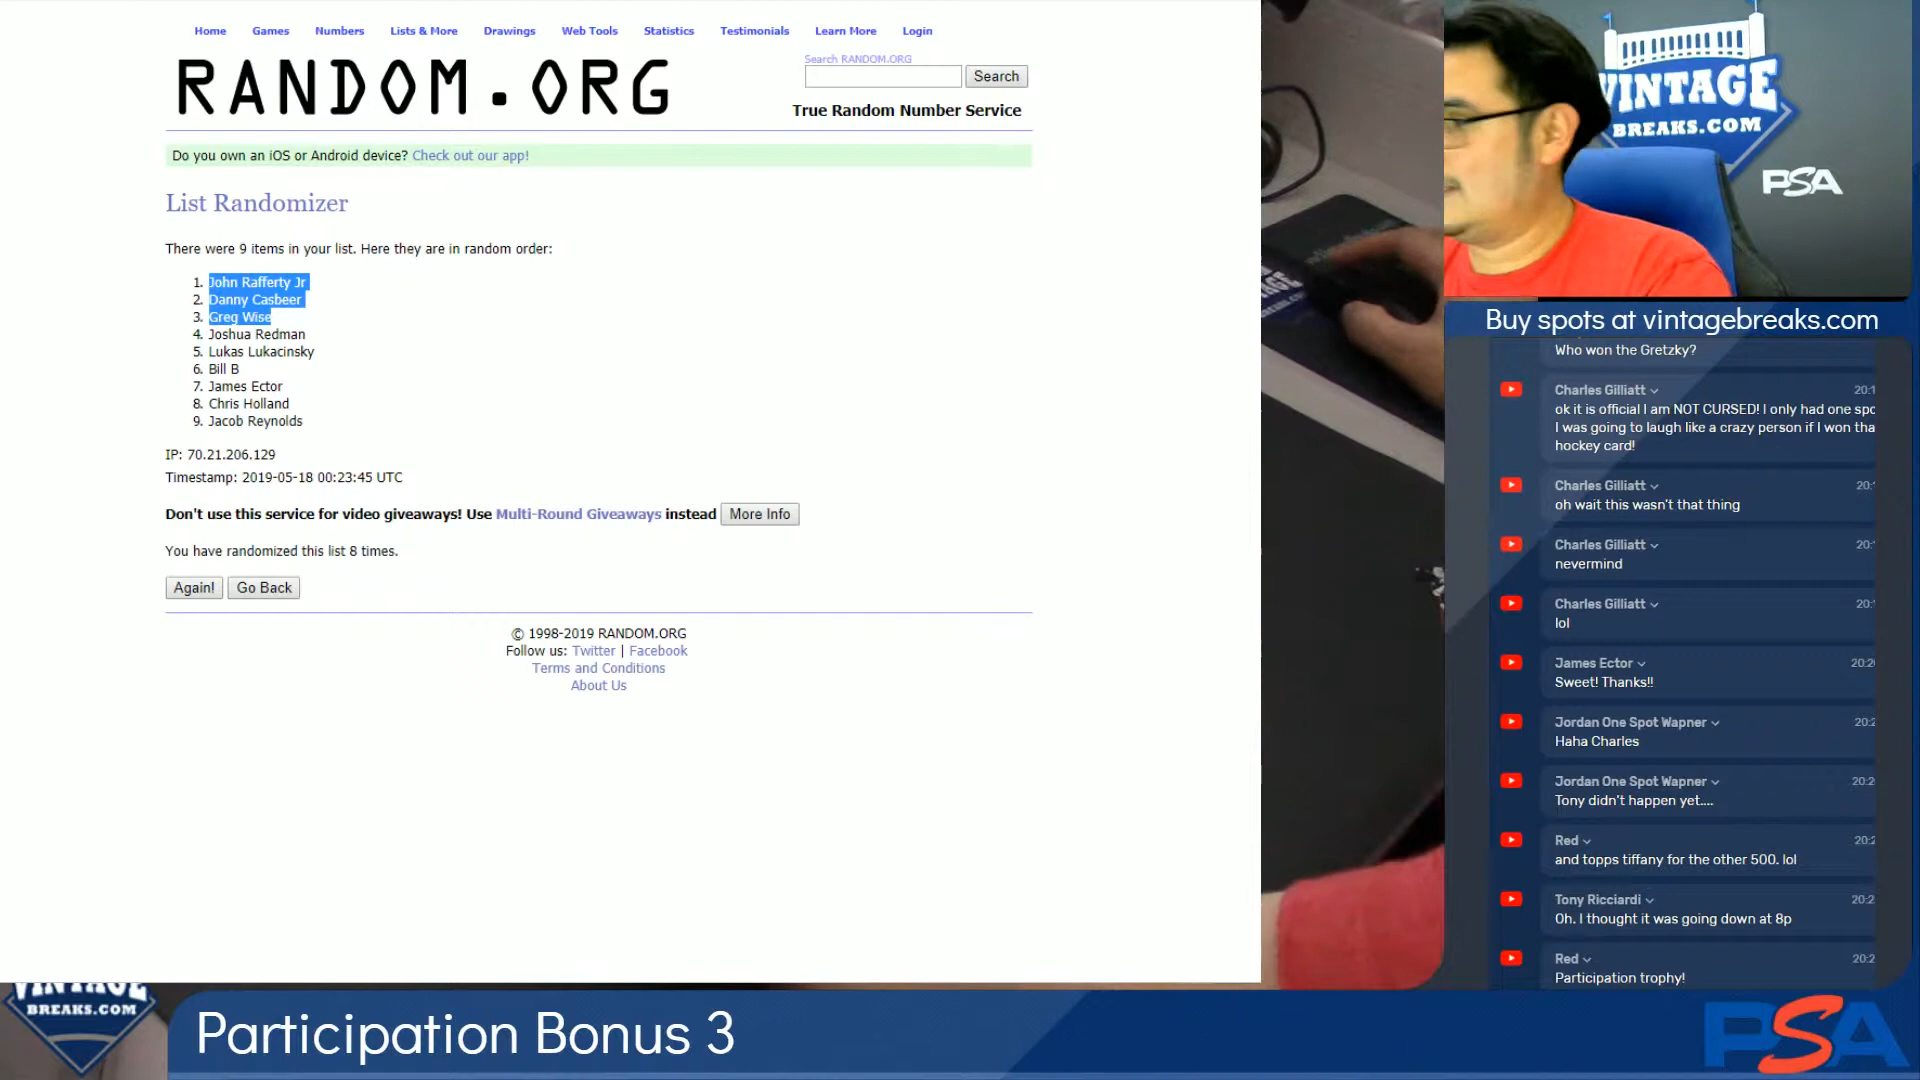 Home Games Numbers Lists & More Drawings Web Tools Statistics Testimonials Learn More Login
RANDOM.ORG
Search RANDOM.ORG
Search
True Random Number Service
Do you own an iOS or Android device? Check out our app!
List Randomizer
There were 9 items in your list. Here they are in random order:
1. John Rafferty Jr
2. Danny Casbeer
3. Greg Wise
4. Joshua Redman
5. Lukas Lukacinsky
6. Bill B
7. James Ector
8. Chris Holland
9. Jacob Reynolds
IP: 70.21.206.129
Timestamp: 2019-05-18 00:23:45 UTC
Don't use this service for video giveaways! Use Multi-Round Giveaways instead More Info
You have randomized this list 8 times.
Again! Go Back
© 1998-2019 RANDOM.ORG
Follow us: Twitter | Facebook
Terms and Conditions
About Us
VINTAGE
BREAKS.COM
PSA
Buy spots at vintagebreaks.com
Who won the Gretzky?
Charles Gilliatt
ok it is official I am NOT CURSED! I only had one spo
I was going to laugh like a crazy person if I won tha
hockey card!
Charles Gilliatt
oh wait this wasn't that thing
Charles Gilliatt
nevermind
Charles Gilliatt
lol
James Ector
Sweet! Thanks!!
Jordan One Spot Wapner
Haha Charles
Jordan One Spot Wapner
Tony didn't happen yet....
Red
and topps tiffany for the other 500. lol
Tony Ricciardi
Oh. I thought it was going down at 8p
Red
Participation trophy!
VINTAGE
BREAKS.COM
Participation Bonus 3
PSA